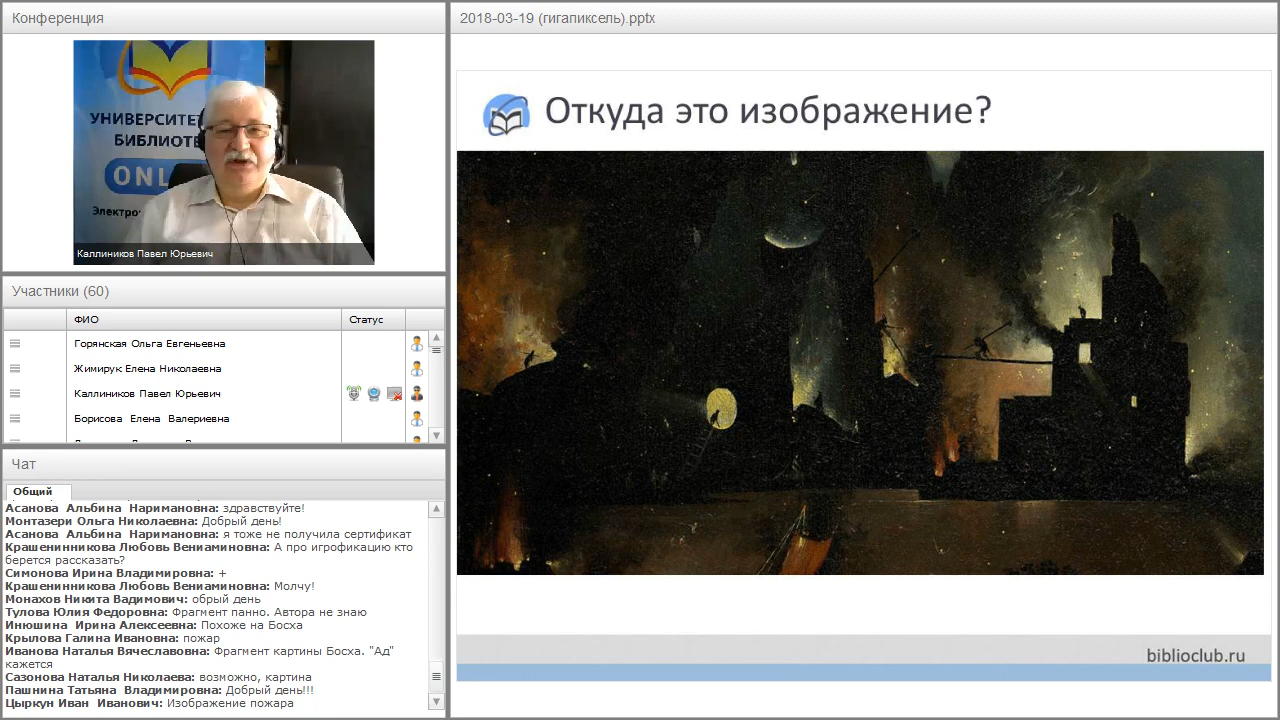 Конференция
УНИВЕРСИТЕ
БИБЛИОТЕ
ONL
Электро
Каллиников Павел Юрьевич
Участники (60)
ФИО Статус
Горянская Ольга Евгеньевна
Жимирук Елена Николаевна
Каллиников Павел Юрьевич
Борисова Елена Валериевна
Чат
Общий
Асанова Альбина Наримановна: здравствуйте!
Монтазери Ольга Николаевна: Добрый день!
Асанова Альбина Наримановна: я тоже не получила сертификат
Крашенинникова Любовь Вениаминовна: А про игрофикацию кто
берется рассказать?
Симонова Ирина Владимировна: +
Крашенинникова Любовь Вениаминовна: Молчу!
Монахов Никита Вадимович: обрый день
Тулова Юлия Федоровна: Фрагмент панно. Автора не знаю
Инюшина Ирина Алексеевна: Похоже на Босха
Крылова Галина Ивановна: пожар
Иванова Наталья Вячеславовна: Фрагмент картины Босха. "Ад"
кажется
Сазонова Наталья Николаева: возможно, картина
Пашнина Татьяна Владимировна: Добрый день!!!
Цыркун Иван Иванович: Изображение пожара
2018-03-19 (гигапиксель).pptx
Откуда это изображение?
biblioclub.ru